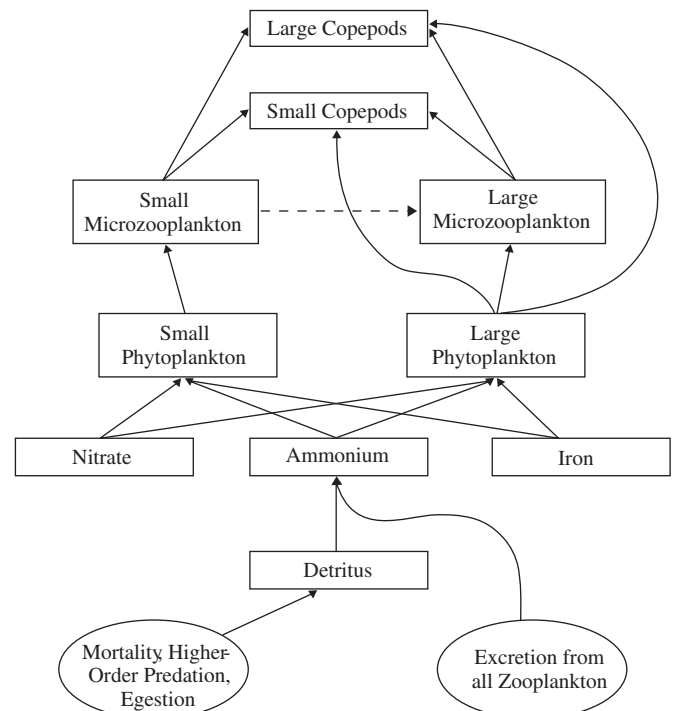 Large Copepods
Small Copepods
Small
Microzooplankton
Large
Microzooplankton
Small
Phytoplankton
Large
Phytoplankton
Nitrate
Ammonium
Iron
Detritus
Mortality, Higher-
Order Predation,
Egestion
Excretion from
all Zooplankton